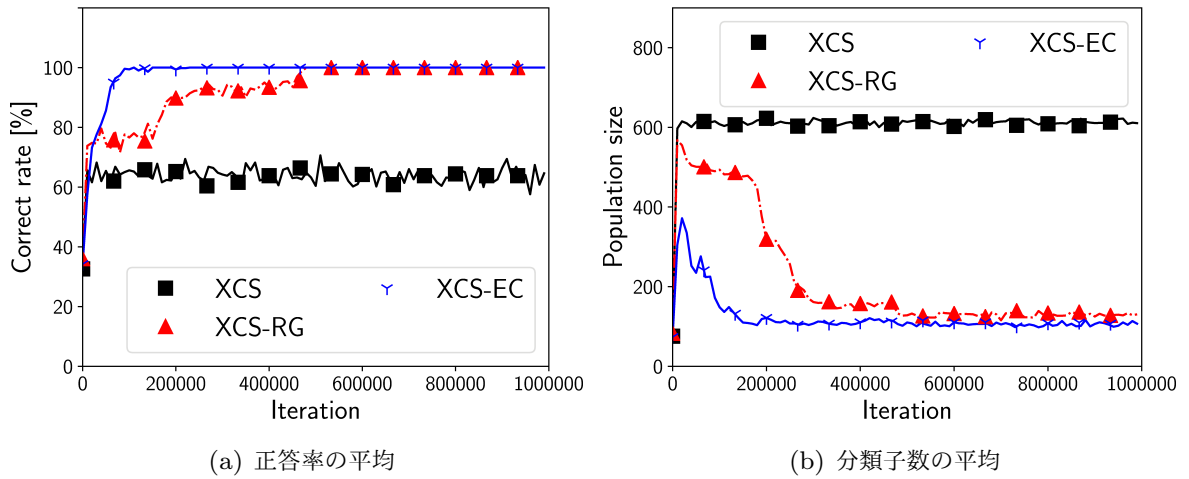 Correct rate [%]
100
80
60
40
20
0
XCS
XCS-EC
XCS-RG
0 200000 400000 600000 800000 1000000
Iteration
(a) 正答率の平均
Population size
800
600
400
200
0
XCS
XCS-EC
XCS-RG
0 200000 400000 600000 800000 1000000
Iteration
(b) 分類子数の平均